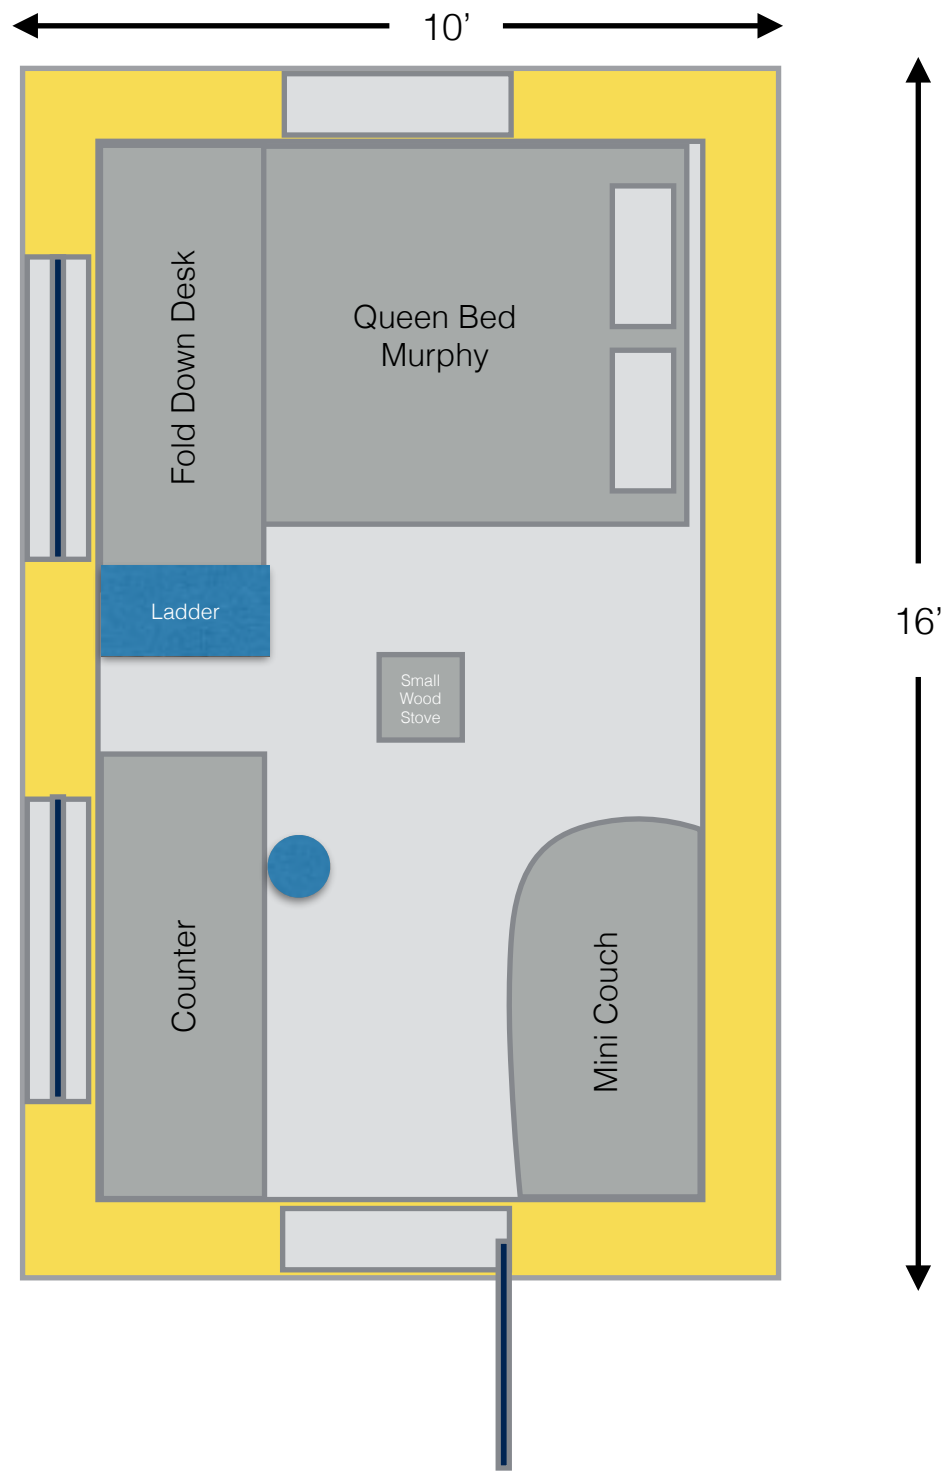 10’
Fold Down Desk
Queen Bed
Murphy
Ladder
16’
Small
Wood
Stove
Counter
Mini Couch